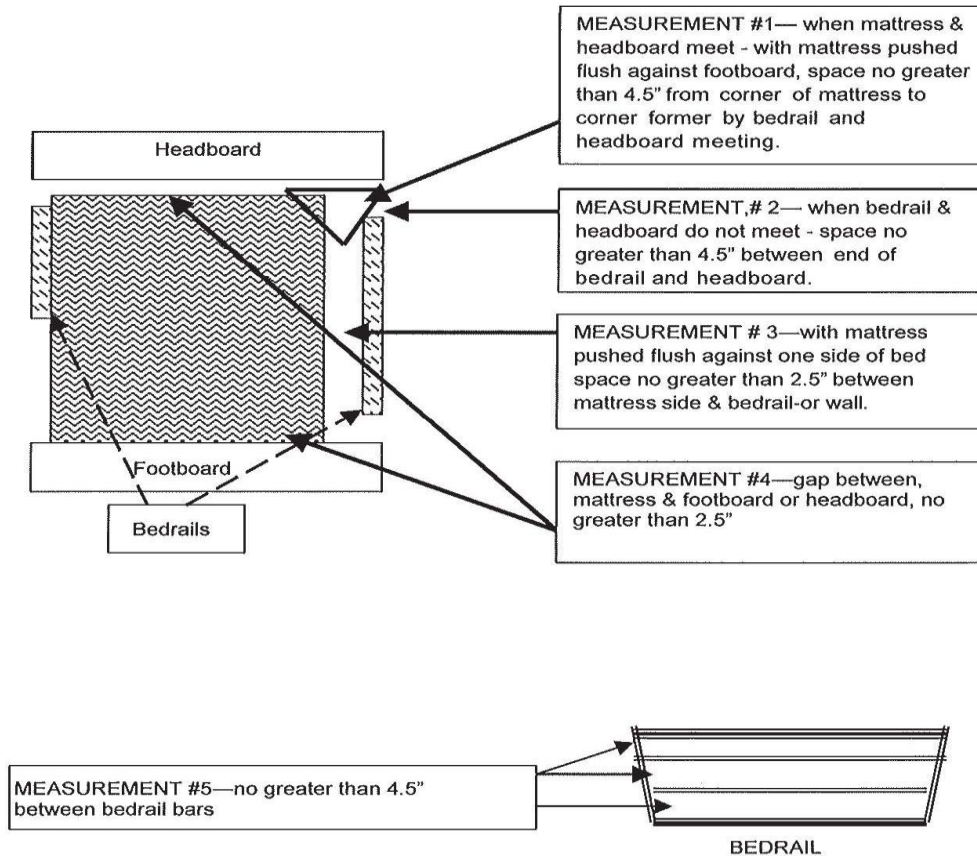 MEASUREMENT #1— when mattress &
headboard meet - with mattress pushed
flush against footboard, space no greater
than 4.5” from corner of mattress to
corner former by bedrail and
headboard meeting.
Headboard
MEASUREMENT,# 2— when bedrail &
headboard do not meet - space no
greater than 4.5” between end of
bedrail and headboard.
MEASUREMENT # 3—with mattress
pushed flush against one side of bed
space no greater than 2.5” between
mattress side & bedrail-or wall.
Footboard
MEASUREMENT #4—gap between,
mattress & footboard or headboard, no
greater than 2.5”
Bedrails
MEASUREMENT #5—no greater than 4.5”
between bedrail bars
BEDRAIL